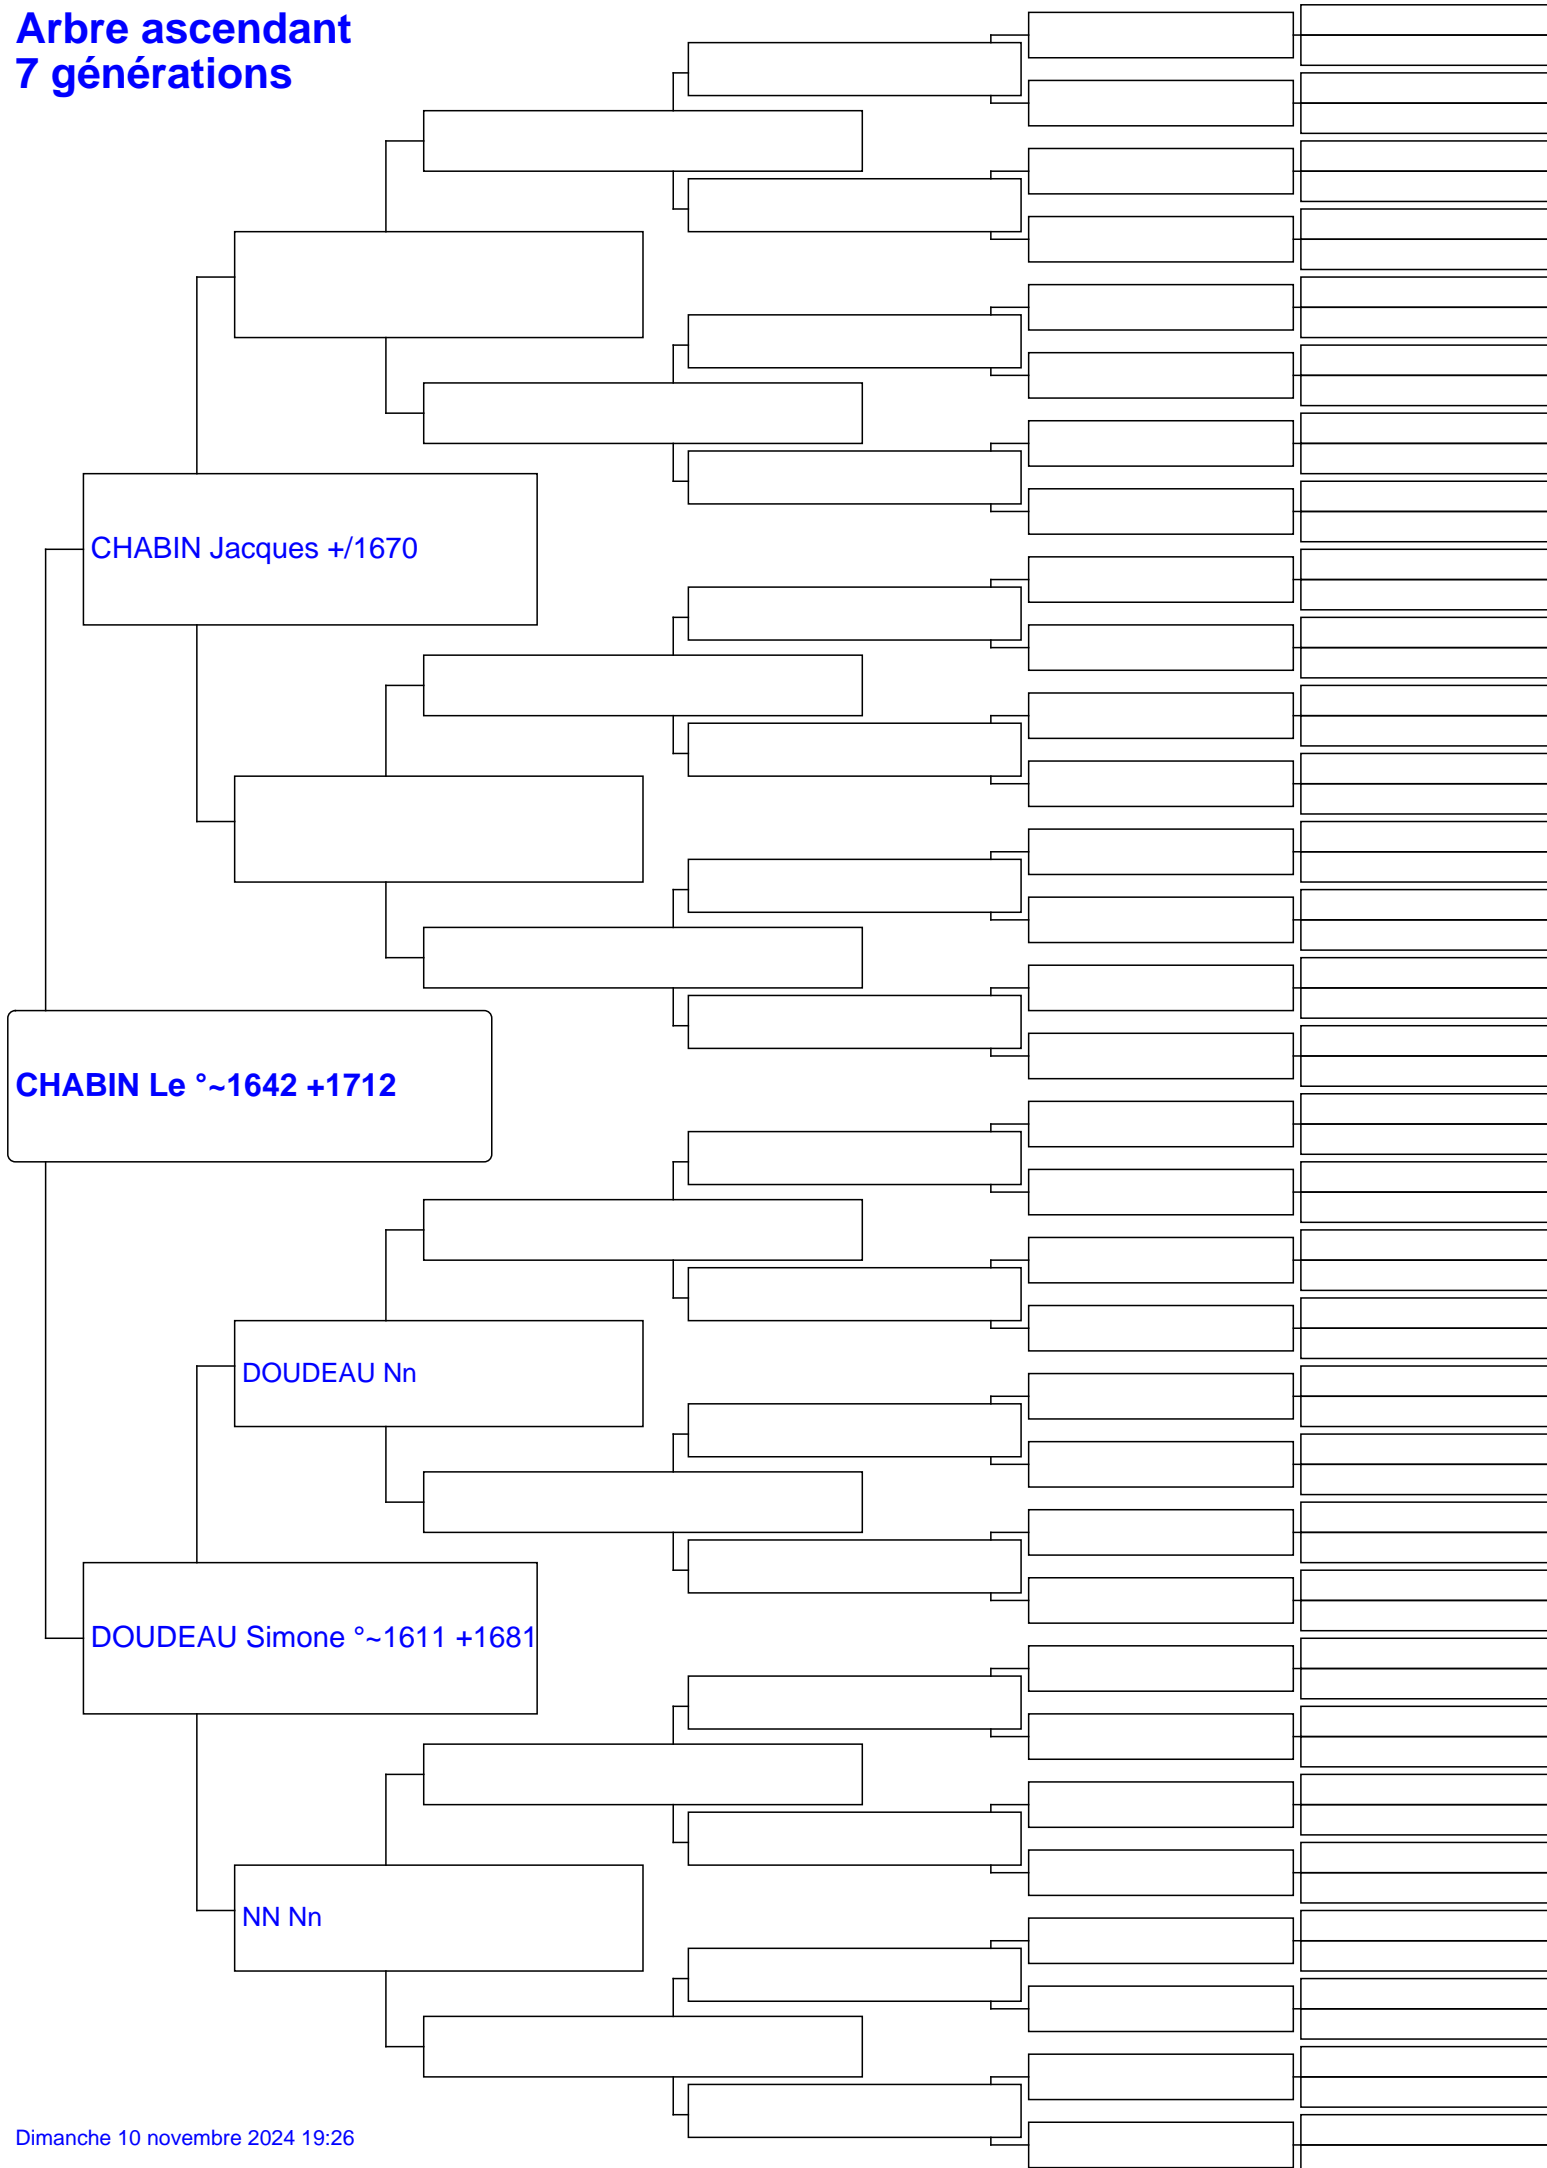 Arbre ascendant
7 générations
CHABIN Jacques +/1670
CHABIN Le °~1642 +1712
DOUDEAU Nn
DOUDEAU Simone °~1611 +1681
NN Nn
Dimanche 10 novembre 2024 19:26